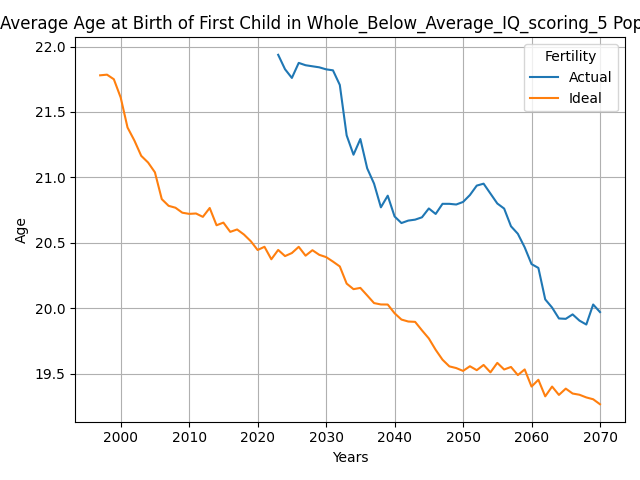 Average Age at Birth of First Child in Whole_Below_Average_IQ_scoring_5 Pop
Fertility
Actual
Ideal
22.0
21.5
21.0
20.5
20.0
19.5
Age
2000 2010 2020 2030 2040 2050 2060 2070
Years